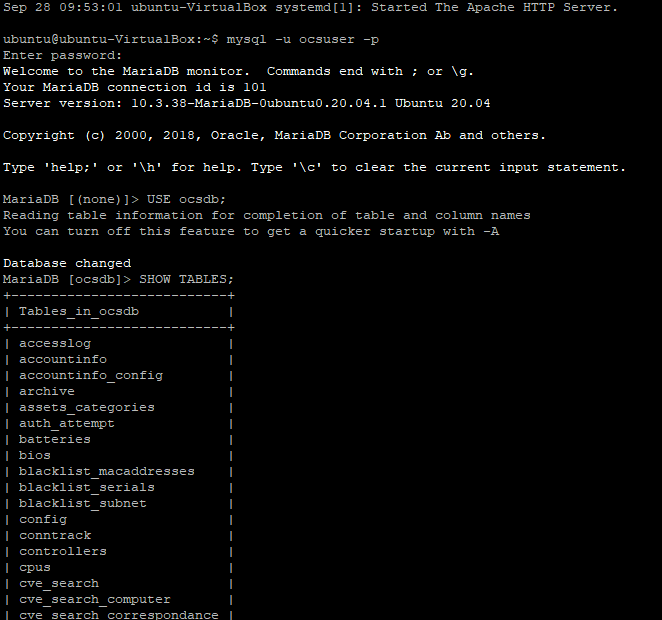 Sep 28 09:53:01 ubuntu-VirtualBox systemd[1]: Started The Apache HTTP Server.
ubuntu@ubuntu-VirtualBox:~$ mysql -u ocsuser -p
Enter password:
Welcome to the MariaDB monitor.  Commands end with ; or \g.
Your MariaDB connection id is 101
Server version: 10.3.38-MariaDB-0ubuntu0.20.04.1 Ubuntu 20.04
Copyright (c) 2000, 2018, Oracle, MariaDB Corporation Ab and others.
Type 'help;' or '\h' for help. Type '\c' to clear the current input statement.
MariaDB [(none)]> USE ocsdb;
Reading table information for completion of table and column names
You can turn off this feature to get a quicker startup with -A
Database changed
MariaDB [ocsdb]> SHOW TABLES;
+---------------------------+
| Tables_in_ocsdb           |
+---------------------------+
| accesslog                 |
| accountinfo               |
| accountinfo_config        |
| archive                   |
| assets_categories         |
| auth_attempt              |
| batteries                 |
| bios                      |
| blacklist_macaddresses    |
| blacklist_serials         |
| blacklist_subnet          |
| config                    |
| conntrack                 |
| controllers               |
| cpus                      |
| cve_search                |
| cve_search_computer       |
| cve_search_correspondance |